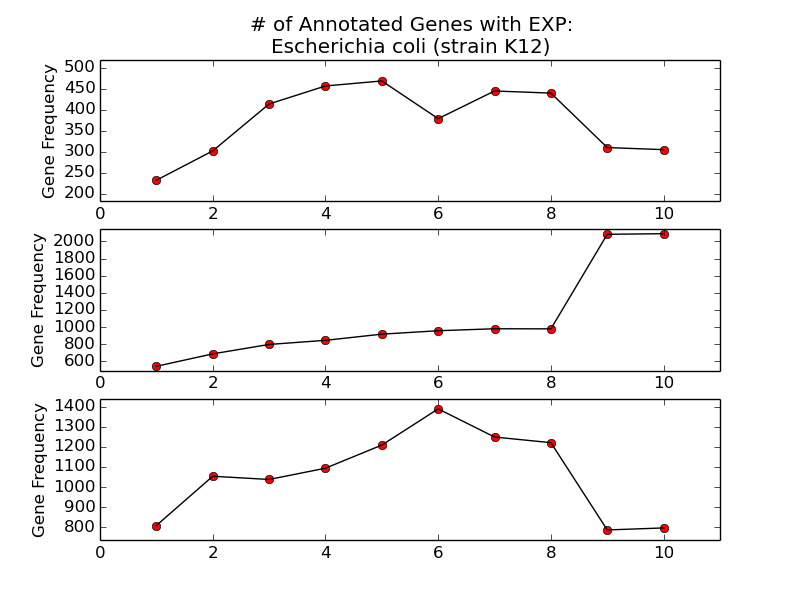 # of Annotated Genes with EXP:
Escherichia coli (strain K12)
500
450
400
350
300
250
200
Gene Frequency
0 2 4 6 8 10
2000
1800
1600
1400
1200
1000
800
600
Gene Frequency
0 2 4 6 8 10
1400
1300
1200
1100
1000
900
800
Gene Frequency
0 2 4 6 8 10